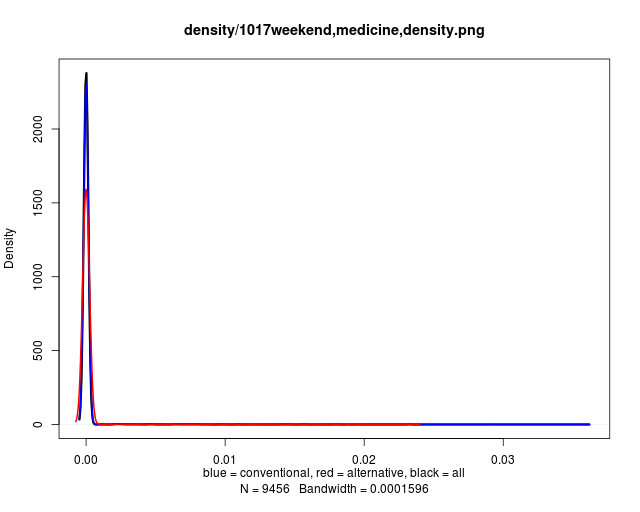 density/1017weekend,medicine,density.png
Density
2000
1500
1000
500
0
0.00 0.01 0.02 0.03
blue = conventional, red = alternative, black = all
N = 9456 Bandwidth = 0.0001596